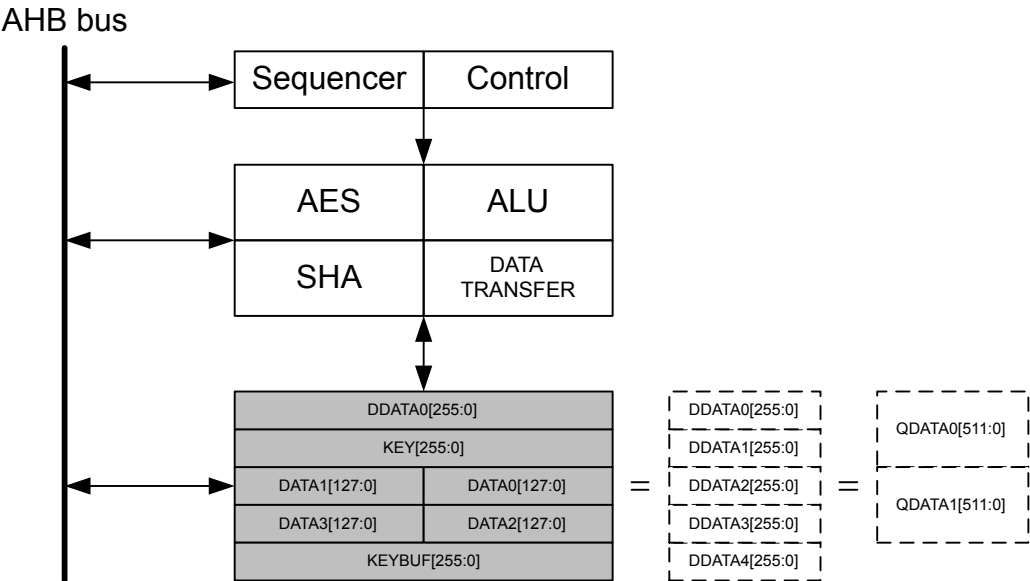 AHB bus
Sequencer
Control
AES
ALU
SHA
DATA
TRANSFER
DDATA0[255:0]
KEY[255:0]
DATA1[127:0]
DATA0[127:0]
DATA3[127:0]
DATA2[127:0]
KEYBUF[255:0]
=
DDATA0[255:0]
DDATA1[255:0]
DDATA2[255:0]
DDATA3[255:0]
DDATA4[255:0]
=
QDATA0[511:0]
QDATA1[511:0]